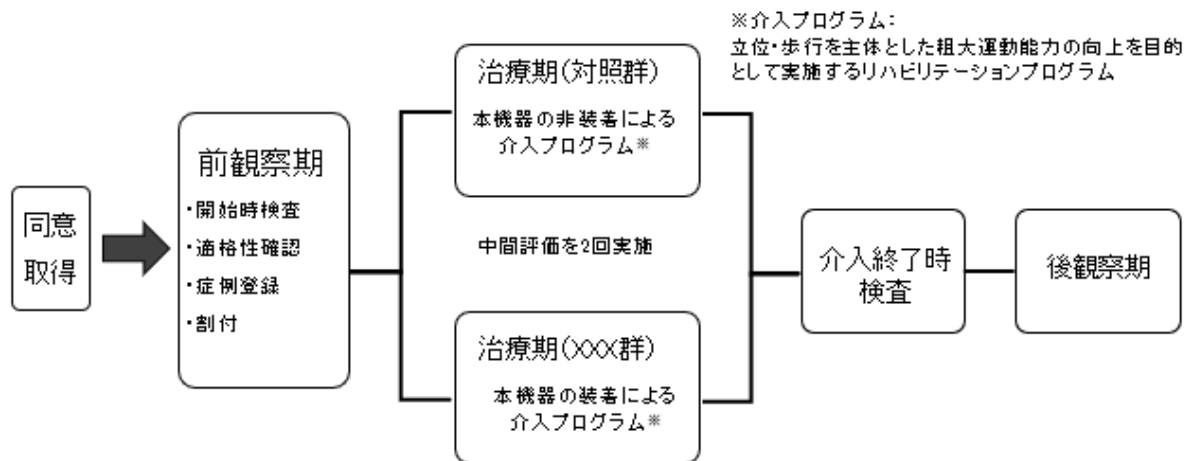 ※介入プログラム:
立位・歩行を主体とした粗大運動能力の向上を目的
として実施するリハビリテーションプログラム
同意
取得
前観察期
・開始時検査
・適格性確認
・症例登録
・割付
治療期(対照群)
本機器の非装着による
介入プログラム※
中間評価を2回実施
治療期(XXX群)
本機器の装着による
介入プログラム※
介入終了時
検査
後観察期